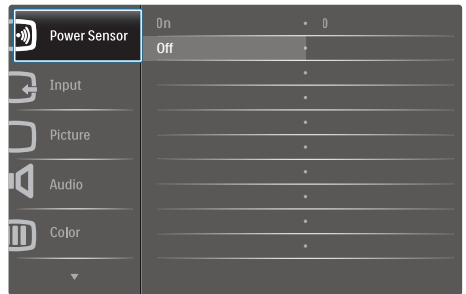 Power Sensor
Input
Picture
Audio
Color
On • 0
Off •